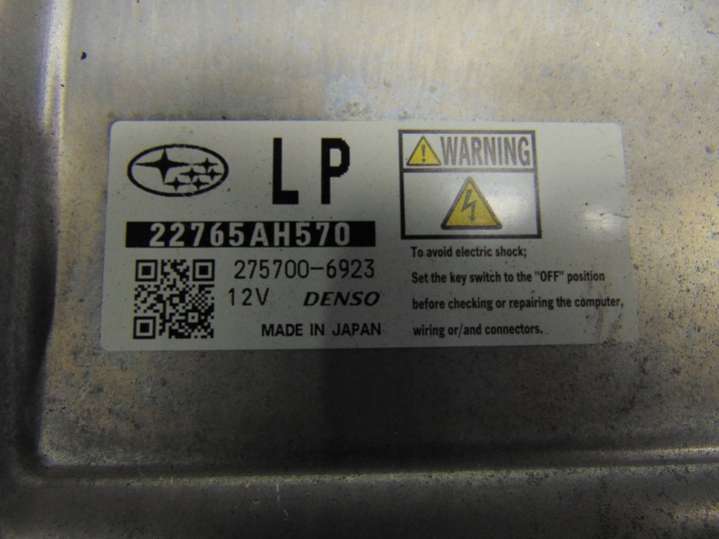 LP
22765AH570
275700-6923
12V DENSO
MADE IN JAPAN
WARNING
To avoid electric shock;
Set the key switch to the "OFF" position
before checking or repairing the computer,
wiring or/and connectors.